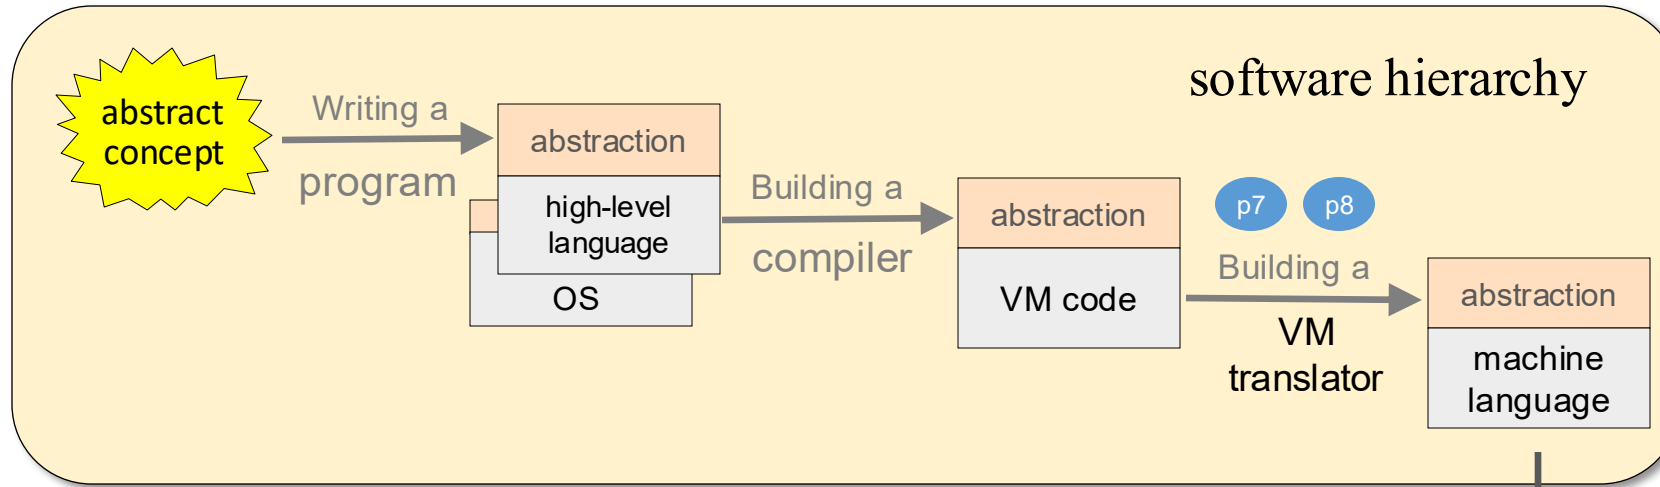 software hierarchy
abstract
concept
Writing a
program
abstraction
high-level
language
OS
Building a
compiler
abstraction
VM code
p7 p8
Building a
VM
translator
abstraction
machine
language